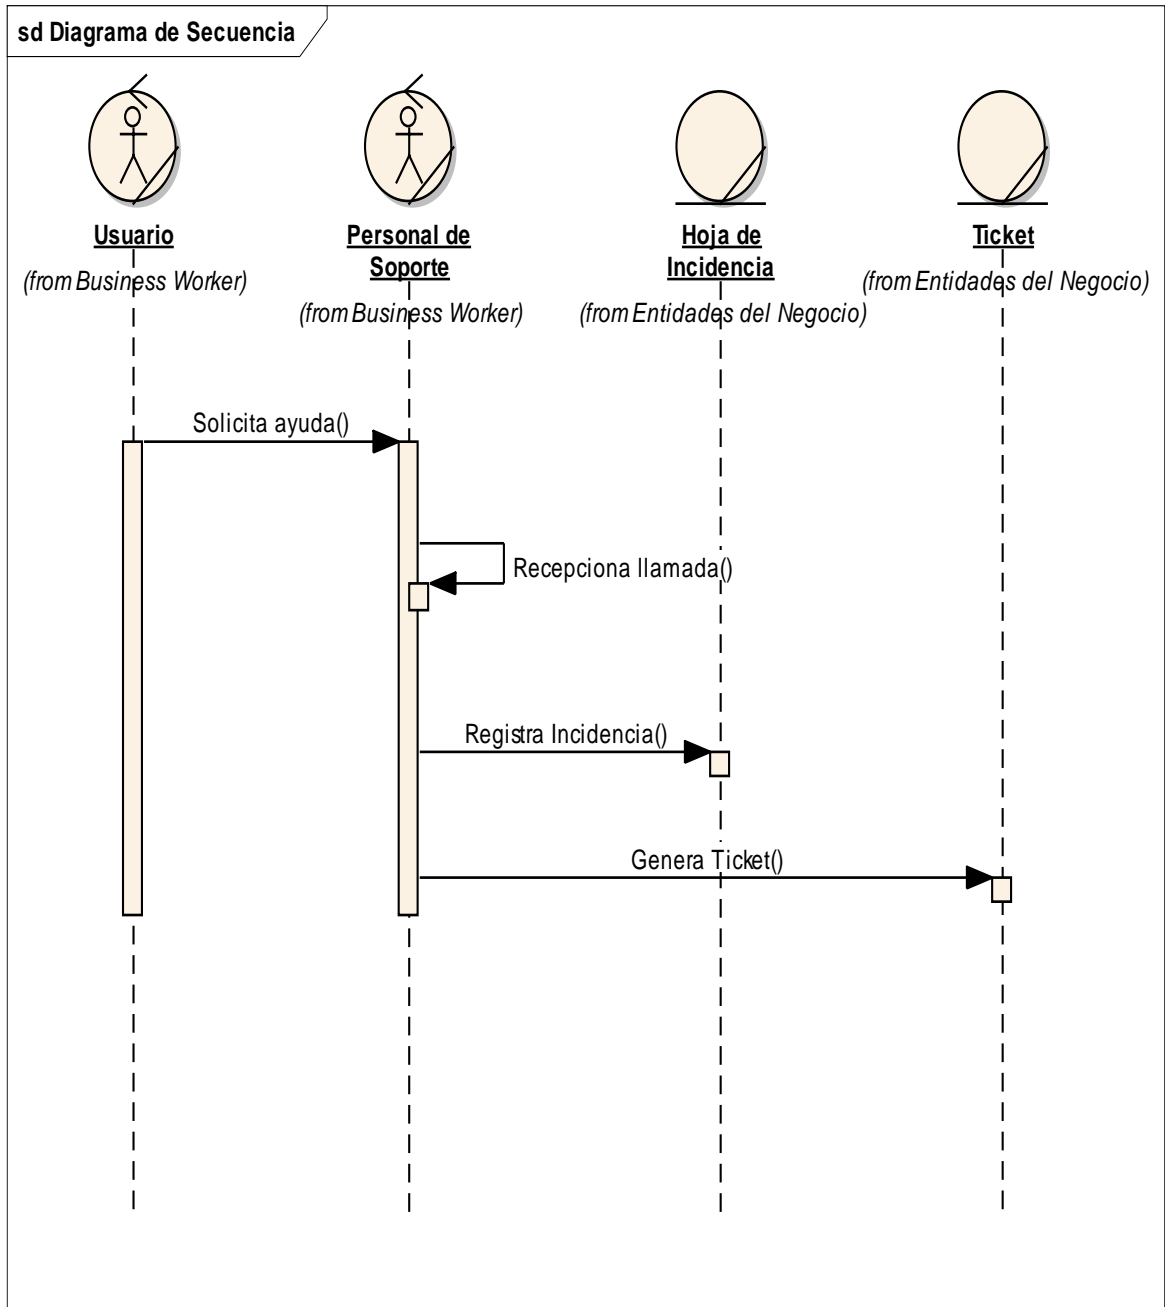 sd Diagrama de Secuencia
Usuario
(from Business Worker)
Personal de
Soporte
(from Business Worker)
Hoja de
Incidencia
(from Entidades del Negocio)
Ticket
(from Entidades del Negocio)
Solicita ayuda()
Recepciona llamada()
Registra Incidencia()
Genera Ticket()